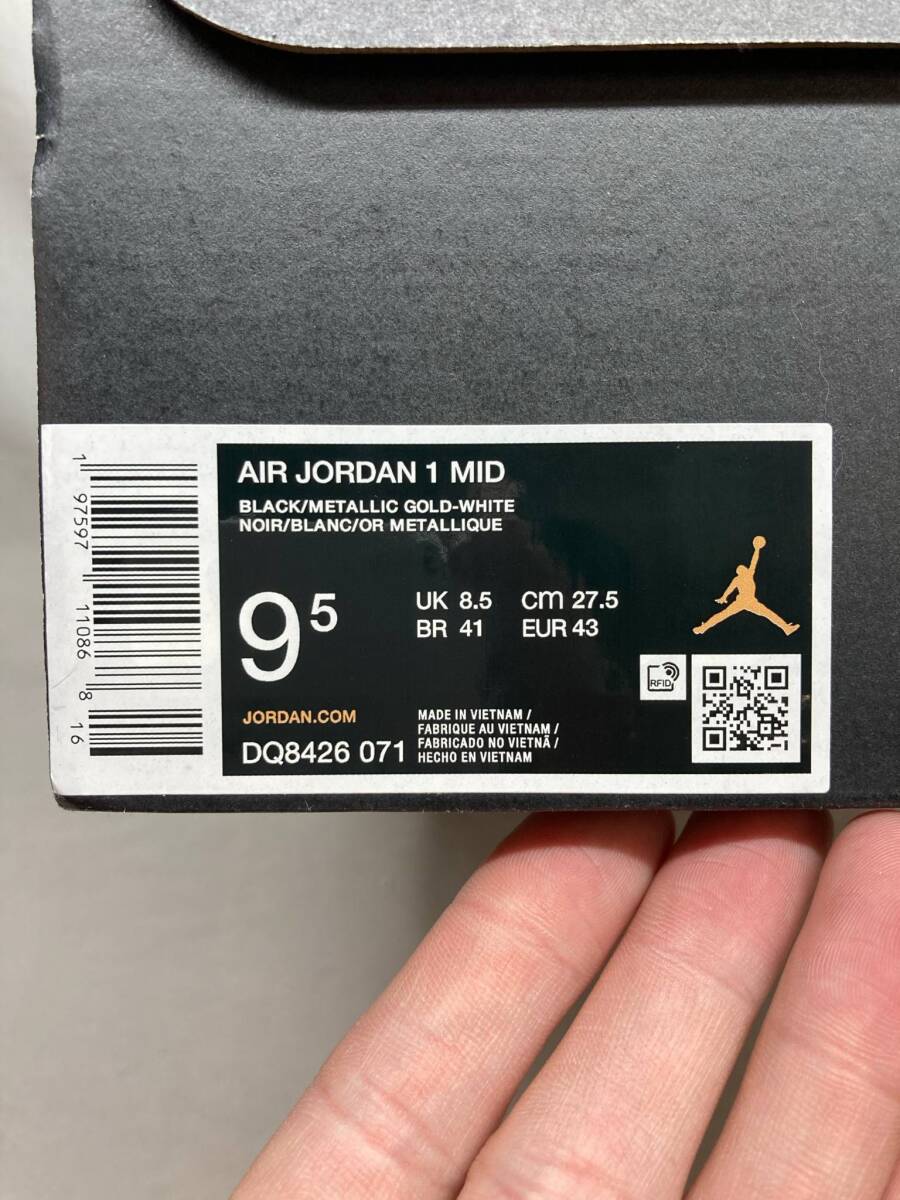 AIR JORDAN 1 MID
BLACK/METALLIC GOLD-WHITE
NOIR/BLANC/OR METALLIQUE
9 5
UK 8.5 cm 27.5
BR 41 EUR 43
RFID
JORDAN.COM
DQ8426 071
MADE IN VIETNAM /
FABRIQUE AU VIETNAM /
FABRICADO NO VIETNÃ /
HECHO EN VIETNAM
1 97597 11086 8 16